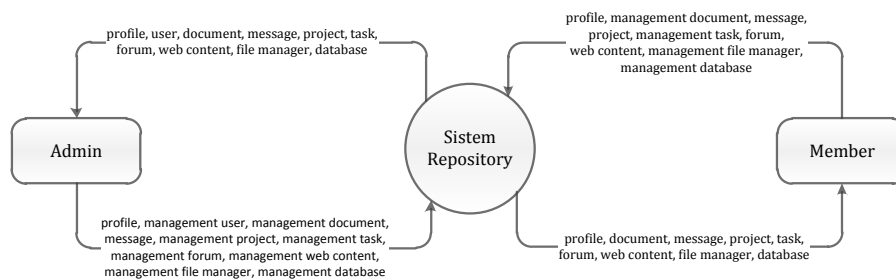 profile, user, document, message, project, task,
forum, web content, file manager, database
profile, management document, message,
project, management task, forum,
web content, management file manager,
management database
Admin
Sistem
Repository
Member
profile, management user, management document,
message, management project, management task,
management forum, management web content,
management file manager, management database
profile, document, message, project, task,
forum, web content, file manager, database